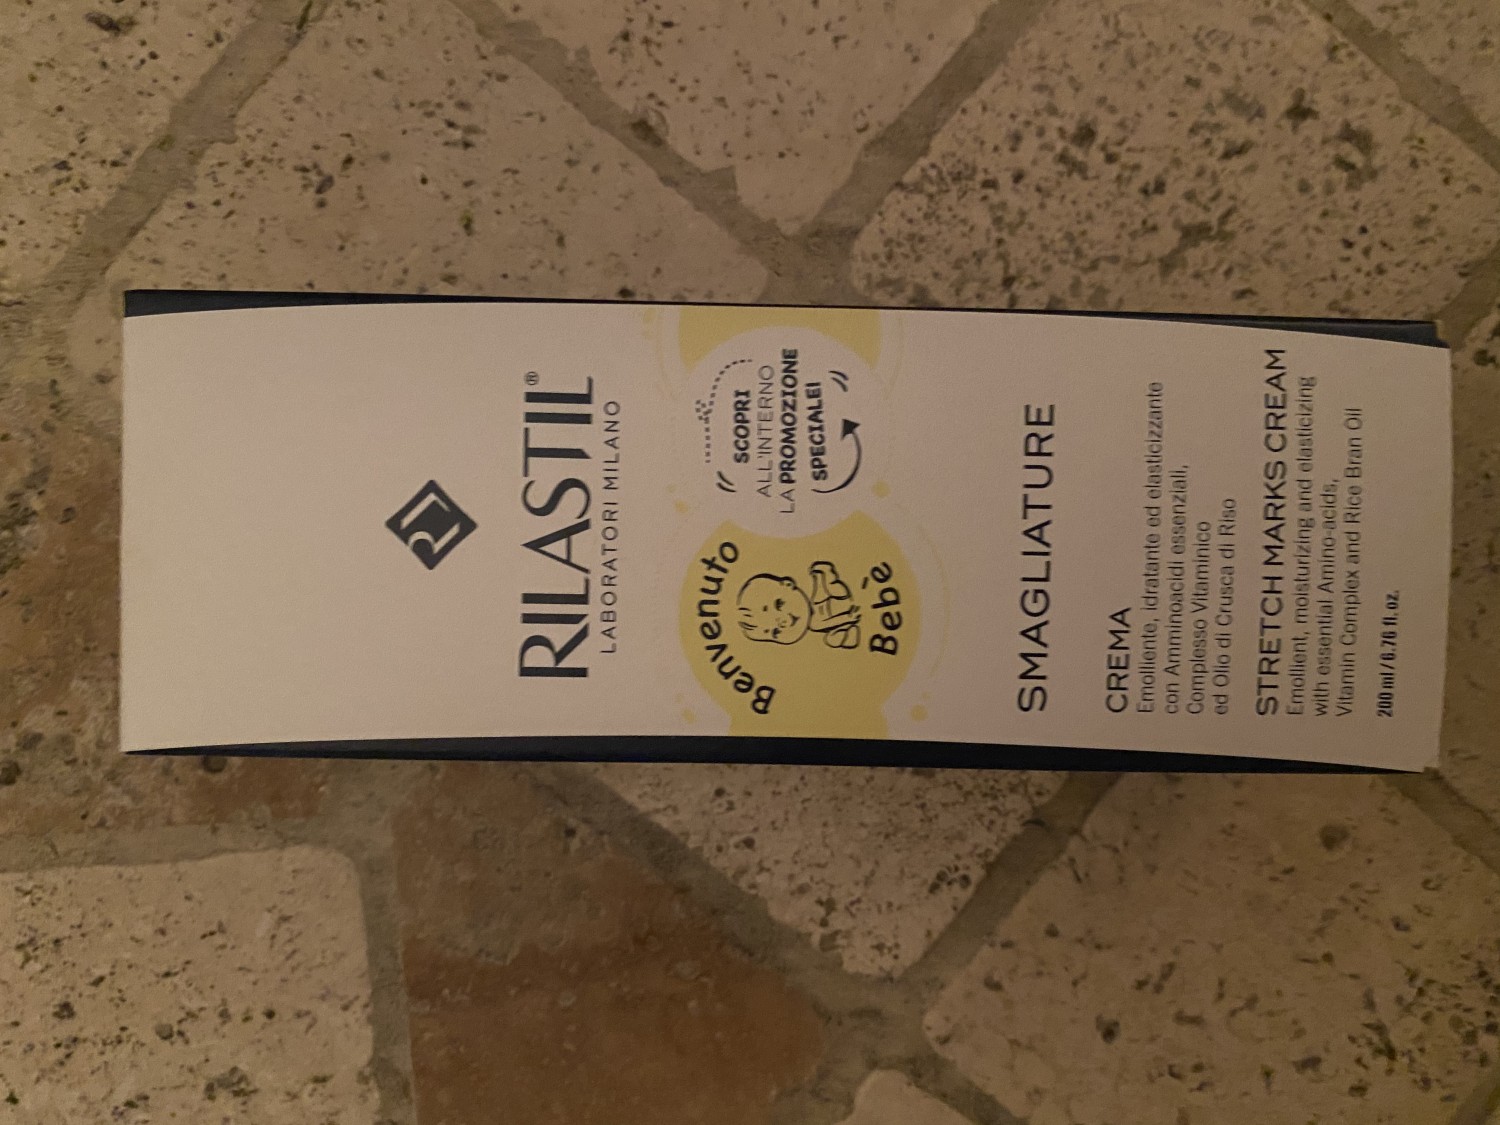 RILASTIL®
LABORATORI MILANO
Benvenuto
Bebè
SCOPRI
ALL'INTERNO
LA PROMOZIONE
SPECIALE!
SMAGLIATURE
CREMA
Emolliente, idratante ed elasticizzante
con Amminoacidi essenziali,
Complesso Vitaminico
ed Olio di Crusca di Riso
STRETCH MARKS CREAM
Emollient, moisturizing and elasticizing
with essential Amino-acids,
Vitamin Complex and Rice Bran Oil
200 ml / 6.76 fl. oz.